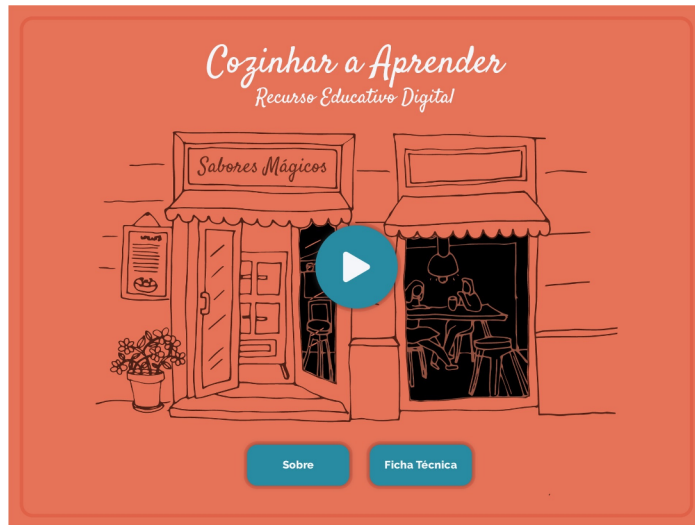 Cozinhar a Aprender
Recurso Educativo Digital
Sabores Mágicos
Sobre
Ficha Técnica